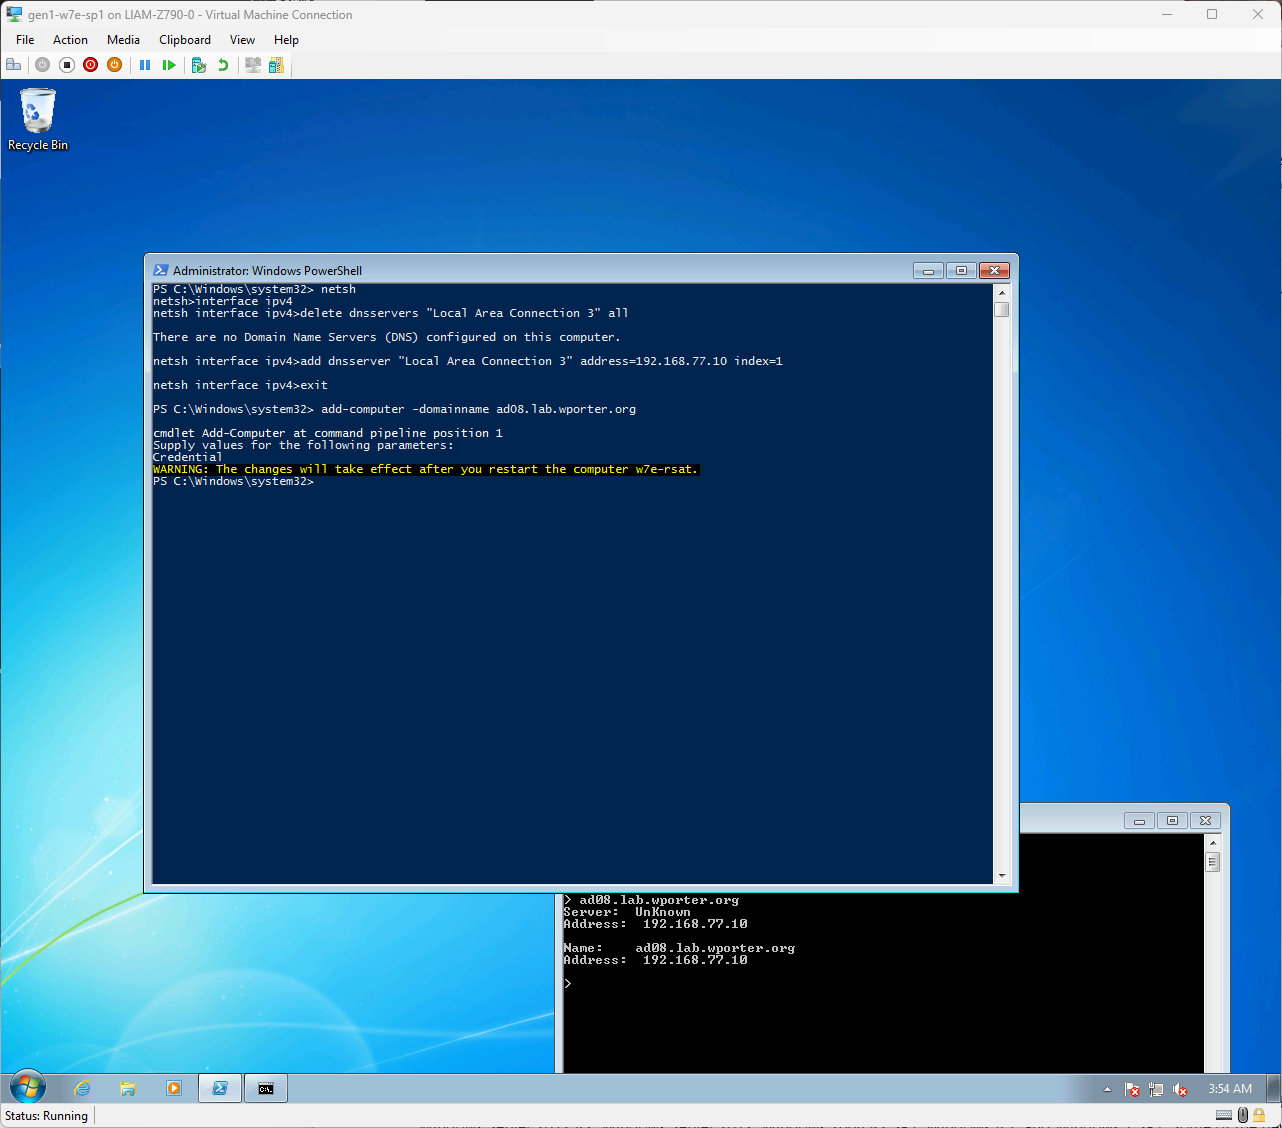 gen1-w7e-sp1 on LIAM-Z790-0 - Virtual Machine Connection
File Action Media Clipboard View Help
Recycle Bin
Administrator: Windows PowerShell
PS C:\Windows\system32> netsh
netsh>interface ipv4
netsh interface ipv4>delete dnsservers "Local Area Connection 3" all
There are no Domain Name Servers (DNS) configured on this computer.
netsh interface ipv4>add dnsserver "Local Area Connection 3" address=192.168.77.10 index=1
netsh interface ipv4>exit
PS C:\Windows\system32> add-computer -domainname ad08.lab.wporter.org
cmdlet Add-Computer at command pipeline position 1
Supply values for the following parameters:
Credential
WARNING: The changes will take effect after you restart the computer w7e-rsat.
PS C:\Windows\system32>
> ad08.lab.wporter.org
Server:  UnKnown
Address:  192.168.77.10
Name:    ad08.lab.wporter.org
Address:  192.168.77.10
>
C:\.
3:54 AM
Status: Running